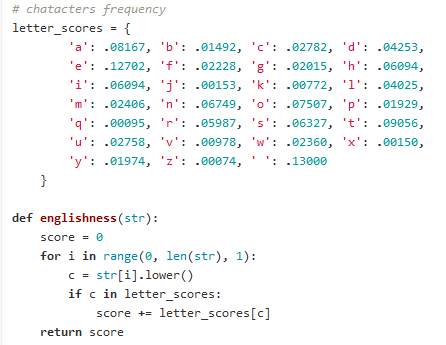 # chatacters frequency
letter_scores = {
'a': .08167, 'b': .01492, 'c': .02782, 'd': .04253,
'e': .12702, 'f': .02228, 'g': .02015, 'h': .06094,
'i': .06094, 'j': .00153, 'k': .00772, 'l': .04025,
'm': .02406, 'n': .06749, 'o': .07507, 'p': .01929,
'q': .00095, 'r': .05987, 's': .06327, 't': .09056,
'u': .02758, 'v': .00978, 'w': .02360, 'x': .00150,
'y': .01974, 'z': .00074, ' ': .13000
}
def englishness(str):
score = 0
for i in range(0, len(str), 1):
c = str[i].lower()
if c in letter_scores:
score += letter_scores[c]
return score